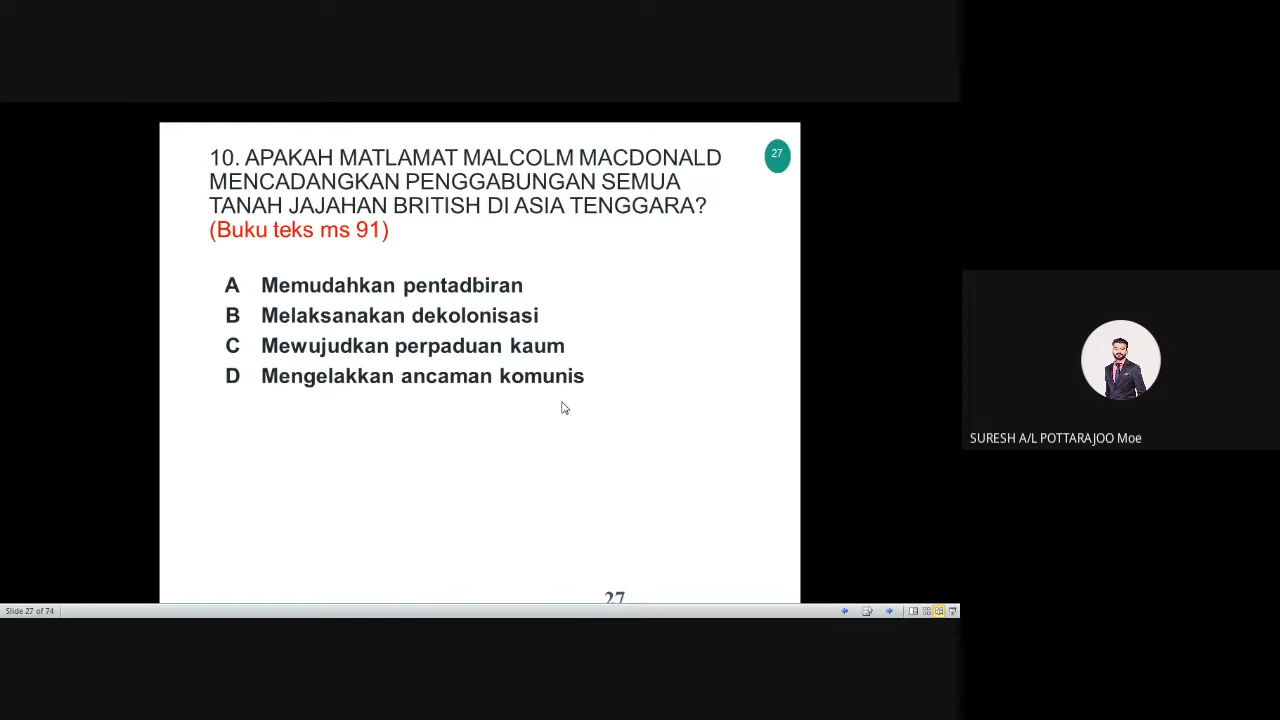 10. APAKAH MATLAMAT MALCOLM MACDONALD
MENCADANGKAN PENGGABUNGAN SEMUA
TANAH JAJAHAN BRITISH DI ASIA TENGGARA?
(Buku teks ms 91)
27
A Memudahkan pentadbiran
B Melaksanakan dekolonisasi
C Mewujudkan perpaduan kaum
D Mengelakkan ancaman komunis
SURESH A/L POTTARAJOO Moe
27
Slide 27 of 74